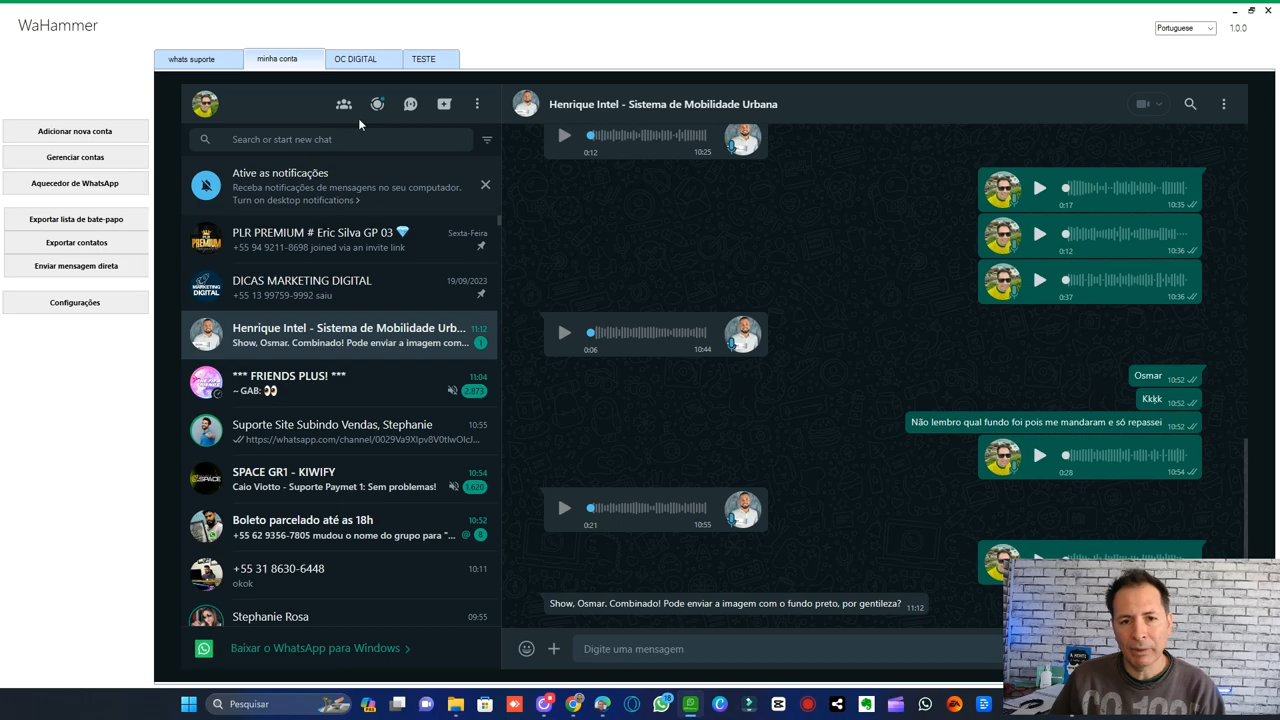 WaHammer
Portuguese
1.0.0
whats suporte
minha conta
OC DIGITAL
TESTE
Adicionar nova conta
Gerenciar contas
Aquecedor de WhatsApp
Exportar lista de bate-papo
Exportar contatos
Enviar mensagem direta
Configurações
Search or start new chat
Ative as notificações
Receba notificações de mensagens no seu computador.
Turn on desktop notifications >
PLR PREMIUM # Eric Silva GP 03 💎
Sexta-Feira
+55 94 9211-8698 joined via an invite link
DICAS MARKETING DIGITAL
19/09/2023
+55 13 99759-9992 saiu
Henrique Intel - Sistema de Mobilidade Urb...
11:12
Show, Osmar. Combinado! Pode enviar a imagem com...
1
*** FRIENDS PLUS! ***
11:04
~ GAB: 👀
2.873
Suporte Site Subindo Vendas, Stephanie
10:55
https://whatsapp.com/channel/0029Va9XIpv8V0tlwOlcJ...
SPACE GR1 - KIWIFY
10:54
Caio Viotto - Suporte Paymet 1: Sem problemas!
1.620
Boleto parcelado até as 18h
10:52
+55 62 9356-7805 mudou o nome do grupo para "...
@ 8
+55 31 8630-6448
10:11
okok
Stephanie Rosa
09:55
Baixar o WhatsApp para Windows >
Henrique Intel - Sistema de Mobilidade Urbana
0:12
10:25
0:17
10:35
0:12
10:36
0:37
10:36
0:06
10:44
Osmar
10:52
Kkkk
10:52
Não lembro qual fundo foi pois me mandaram e só repassei
10:52
0:28
10:54
0:21
10:55
Show, Osmar. Combinado! Pode enviar a imagem com o fundo preto, por gentileza?
11:12
Digite uma mensagem
Pesquisar
18